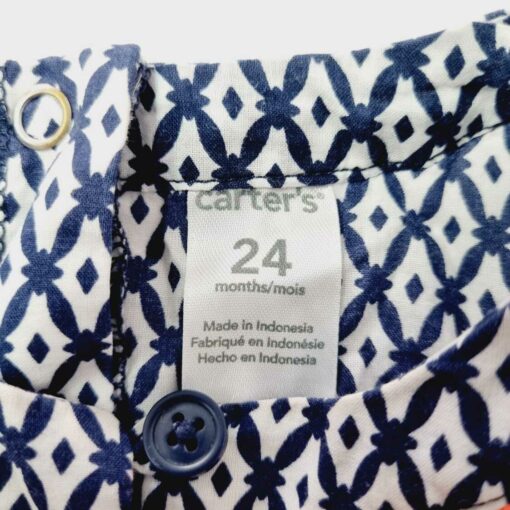 carter's®
24
months/mois
Made in Indonesia
Fabriqué en Indonésie
Hecho en Indonesia